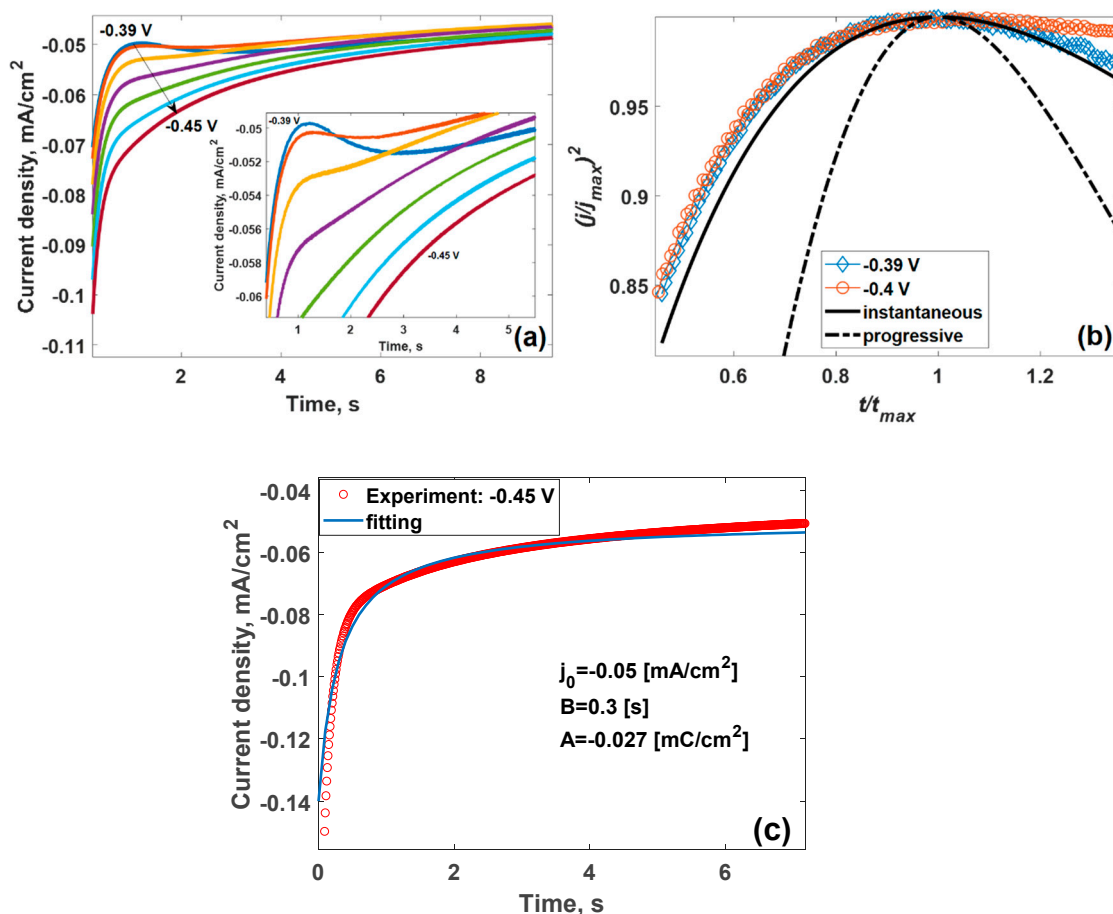 -0.05
-0.06
-0.07
-0.08
-0.09
-0.1
-0.11
Current density, mA/cm²
-0.39 V
-0.45 V
2
4
6
8
Time, s
-0.05
-0.052
-0.054
-0.056
-0.058
-0.06
Current density, mA/cm²
-0.39 V
-0.45 V
1
2
3
4
5
Time, s
(a)
0.95
0.9
0.85
(j/j_max)²
-0.39 V
-0.4 V
instantaneous
progressive
0.6
0.8
1
1.2
t/t_max
(b)
-0.04
-0.06
-0.08
-0.1
-0.12
-0.14
Current density, mA/cm²
Experiment: -0.45 V
fitting
j₀=-0.05 [mA/cm²]
B=0.3 [s]
A=-0.027 [mC/cm²]
0
2
4
6
Time, s
(c)